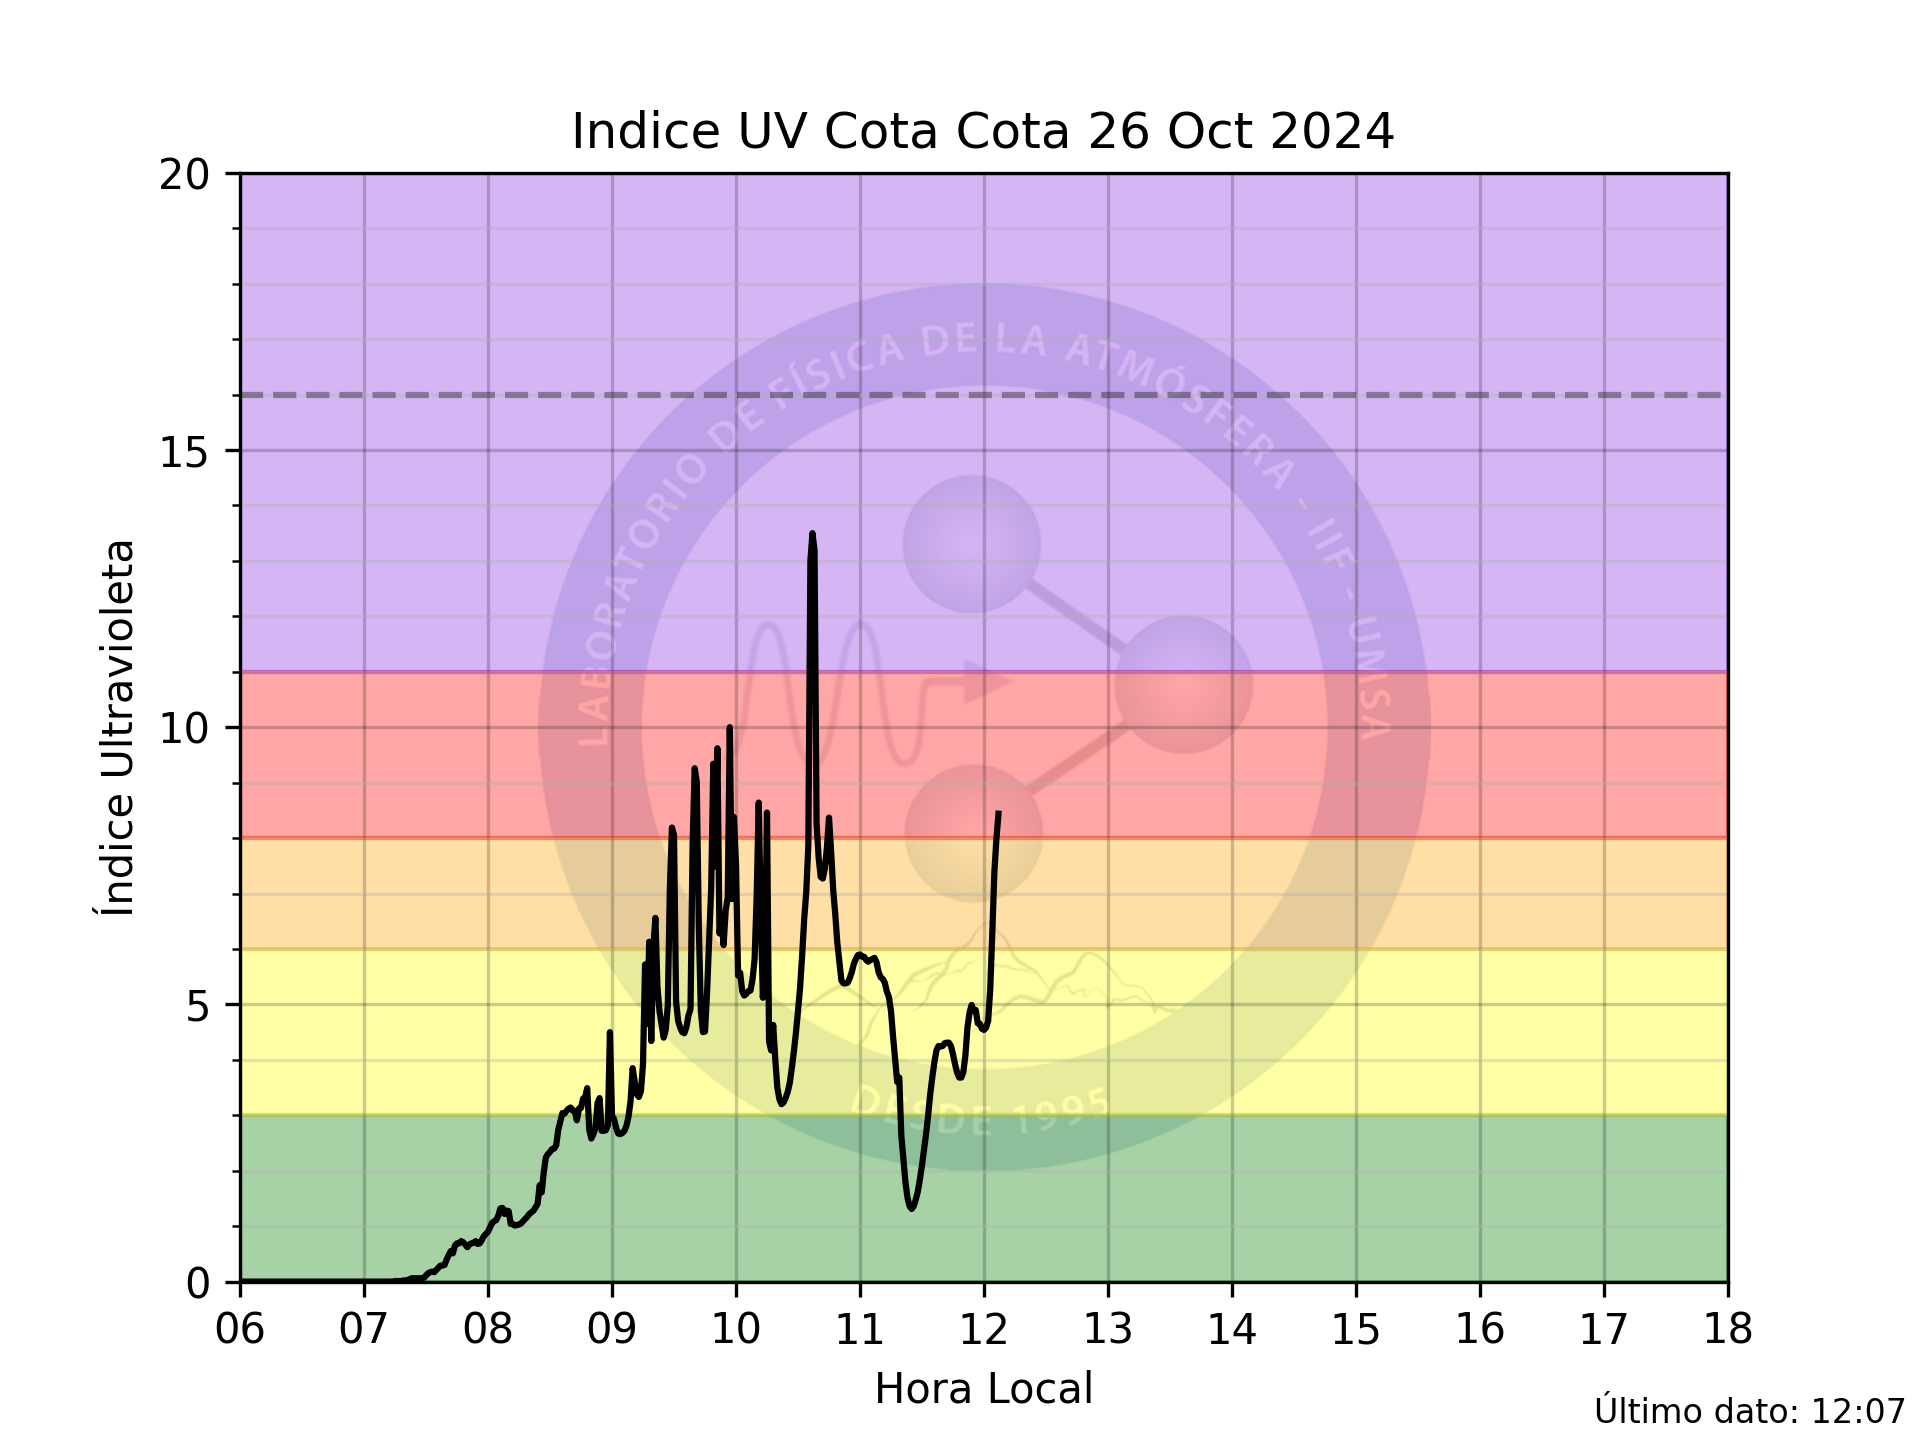 Indice UV Cota Cota 26 Oct 2024
20
15
10
5
0
Índice Ultravioleta
LABORATORIO DE FÍSICA DE LA ATMÓSFERA - IIF - UMSA
DESDE 1995
06 07 08 09 10 11 12 13 14 15 16 17 18
Hora Local
Último dato: 12:07